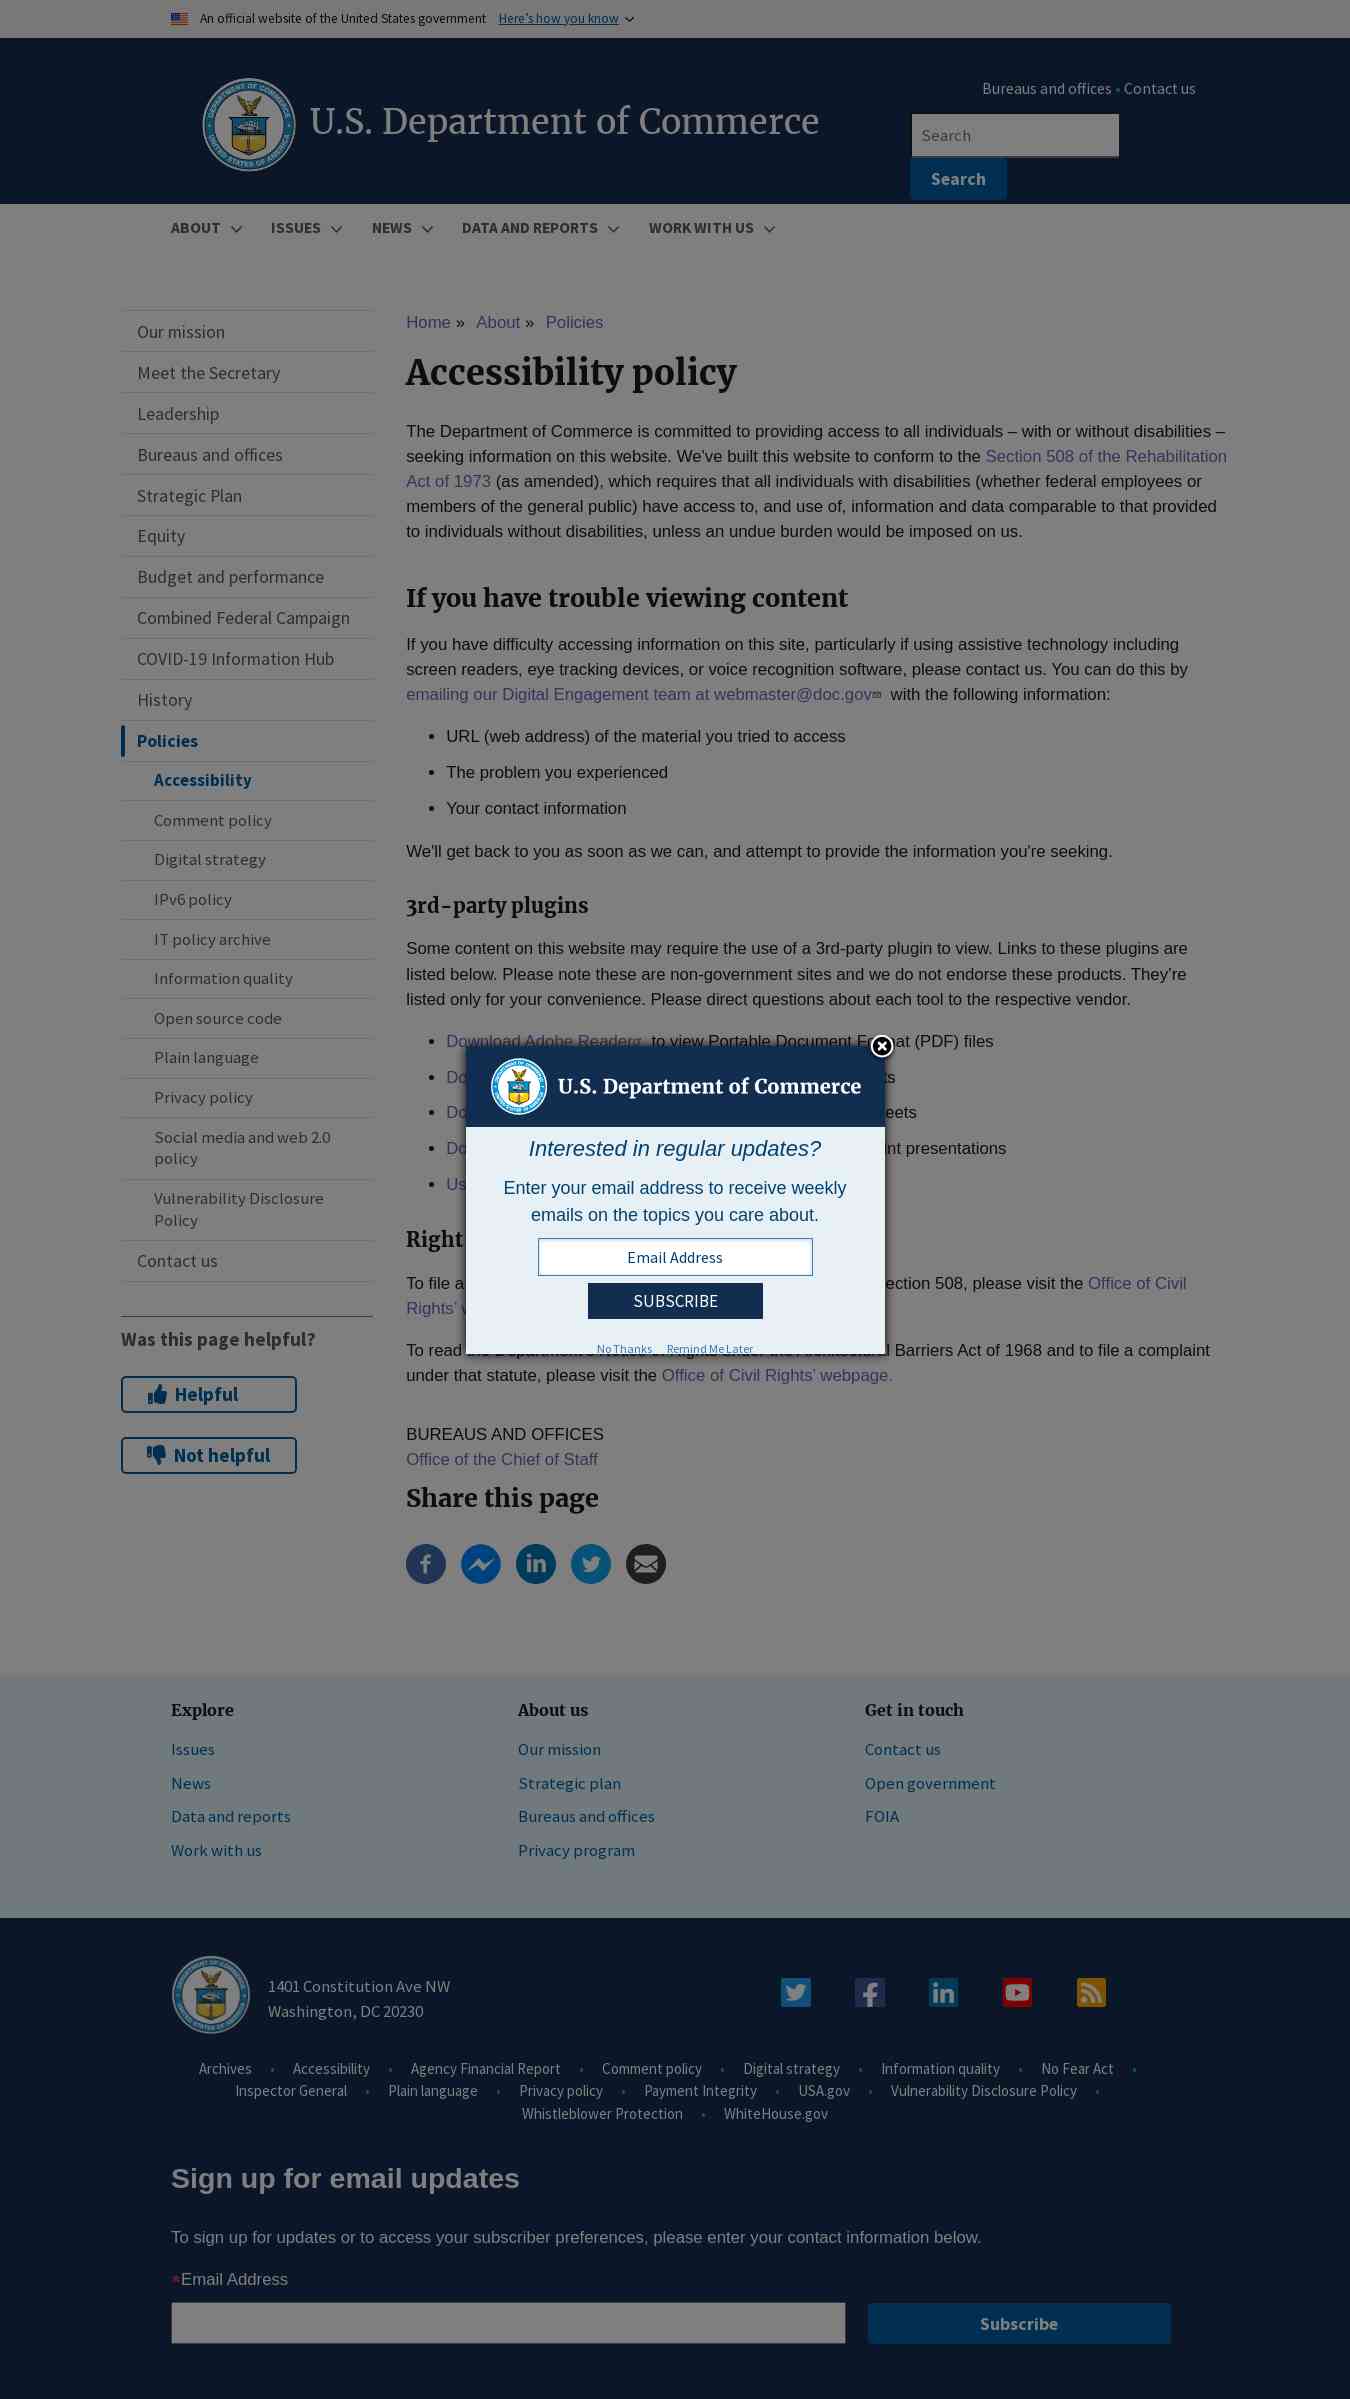 An official website of the United States government Here's how you know
Bureaus and offices • Contact us
U.S. Department of Commerce
Search
Search
ABOUT ISSUES NEWS DATA AND REPORTS WORK WITH US
Our mission
Meet the Secretary
Leadership
Bureaus and offices
Strategic Plan
Equity
Budget and performance
Combined Federal Campaign
COVID-19 Information Hub
History
Policies
Accessibility
Comment policy
Digital strategy
IPv6 policy
IT policy archive
Information quality
Open source code
Plain language
Privacy policy
Social media and web 2.0
policy
Vulnerability Disclosure
Policy
Contact us
Was this page helpful?
Helpful
Not helpful
Home » About » Policies
Accessibility policy
The Department of Commerce is committed to providing access to all individuals – with or without disabilities –
seeking information on this website. We've built this website to conform to the Section 508 of the Rehabilitation
Act of 1973 (as amended), which requires that all individuals with disabilities (whether federal employees or
members of the general public) have access to, and use of, information and data comparable to that provided
to individuals without disabilities, unless an undue burden would be imposed on us.
If you have trouble viewing content
If you have difficulty accessing information on this site, particularly if using assistive technology including
screen readers, eye tracking devices, or voice recognition software, please contact us. You can do this by
emailing our Digital Engagement team at webmaster@doc.gov with the following information:
• URL (web address) of the material you tried to access
• The problem you experienced
• Your contact information
We'll get back to you as soon as we can, and attempt to provide the information you're seeking.
3rd-party plugins
Some content on this website may require the use of a 3rd-party plugin to view. Links to these plugins are
listed below. Please note these are non-government sites and we do not endorse these products. They're
listed only for your convenience. Please direct questions about each tool to the respective vendor.
• Download Adobe Reader to view Portable Document Format (PDF) files
presentations
Right
To file a ection 508, please visit the Office of Civil
Rights'
To read the Department's Notice of Rights under the Architectural Barriers Act of 1968 and to file a complaint
under that statute, please visit the Office of Civil Rights' webpage.
BUREAUS AND OFFICES
Office of the Chief of Staff
Share this page
U.S. Department of Commerce
Interested in regular updates?
Enter your email address to receive weekly
emails on the topics you care about.
Email Address
SUBSCRIBE
No Thanks Remind Me Later
Explore
Issues
News
Data and reports
Work with us
About us
Our mission
Strategic plan
Bureaus and offices
Privacy program
Get in touch
Contact us
Open government
FOIA
1401 Constitution Ave NW
Washington, DC 20230
Archives • Accessibility • Agency Financial Report • Comment policy • Digital strategy • Information quality • No Fear Act •
Inspector General • Plain language • Privacy policy • Payment Integrity • USA.gov • Vulnerability Disclosure Policy •
Whistleblower Protection • WhiteHouse.gov
Sign up for email updates
To sign up for updates or to access your subscriber preferences, please enter your contact information below.
*Email Address
Subscribe